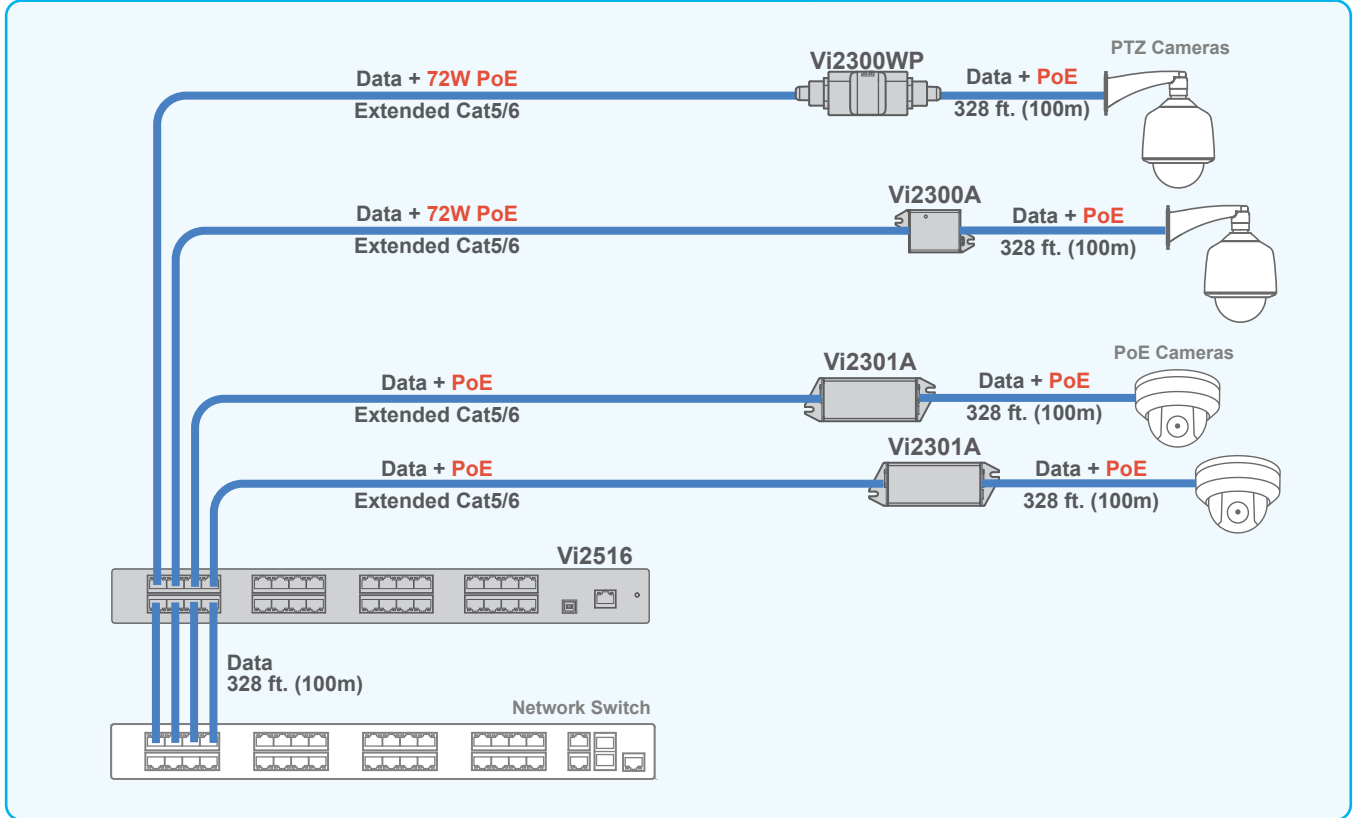 PTZ Cameras
Vi2300WP
Data + 72W PoE
Extended Cat5/6
Data + PoE
328 ft. (100m)
Vi2300A
Data + 72W PoE
Extended Cat5/6
Data + PoE
328 ft. (100m)
PoE Cameras
Vi2301A
Data + PoE
Extended Cat5/6
Data + PoE
328 ft. (100m)
Vi2301A
Data + PoE
Extended Cat5/6
Data + PoE
328 ft. (100m)
Vi2516
Data
328 ft. (100m)
Network Switch